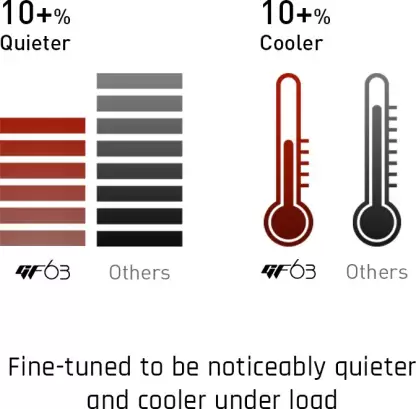 10+%
Quieter
10+%
Cooler
GF63
Others
GF63
Others
Fine-tuned to be noticeably quieter
and cooler under load